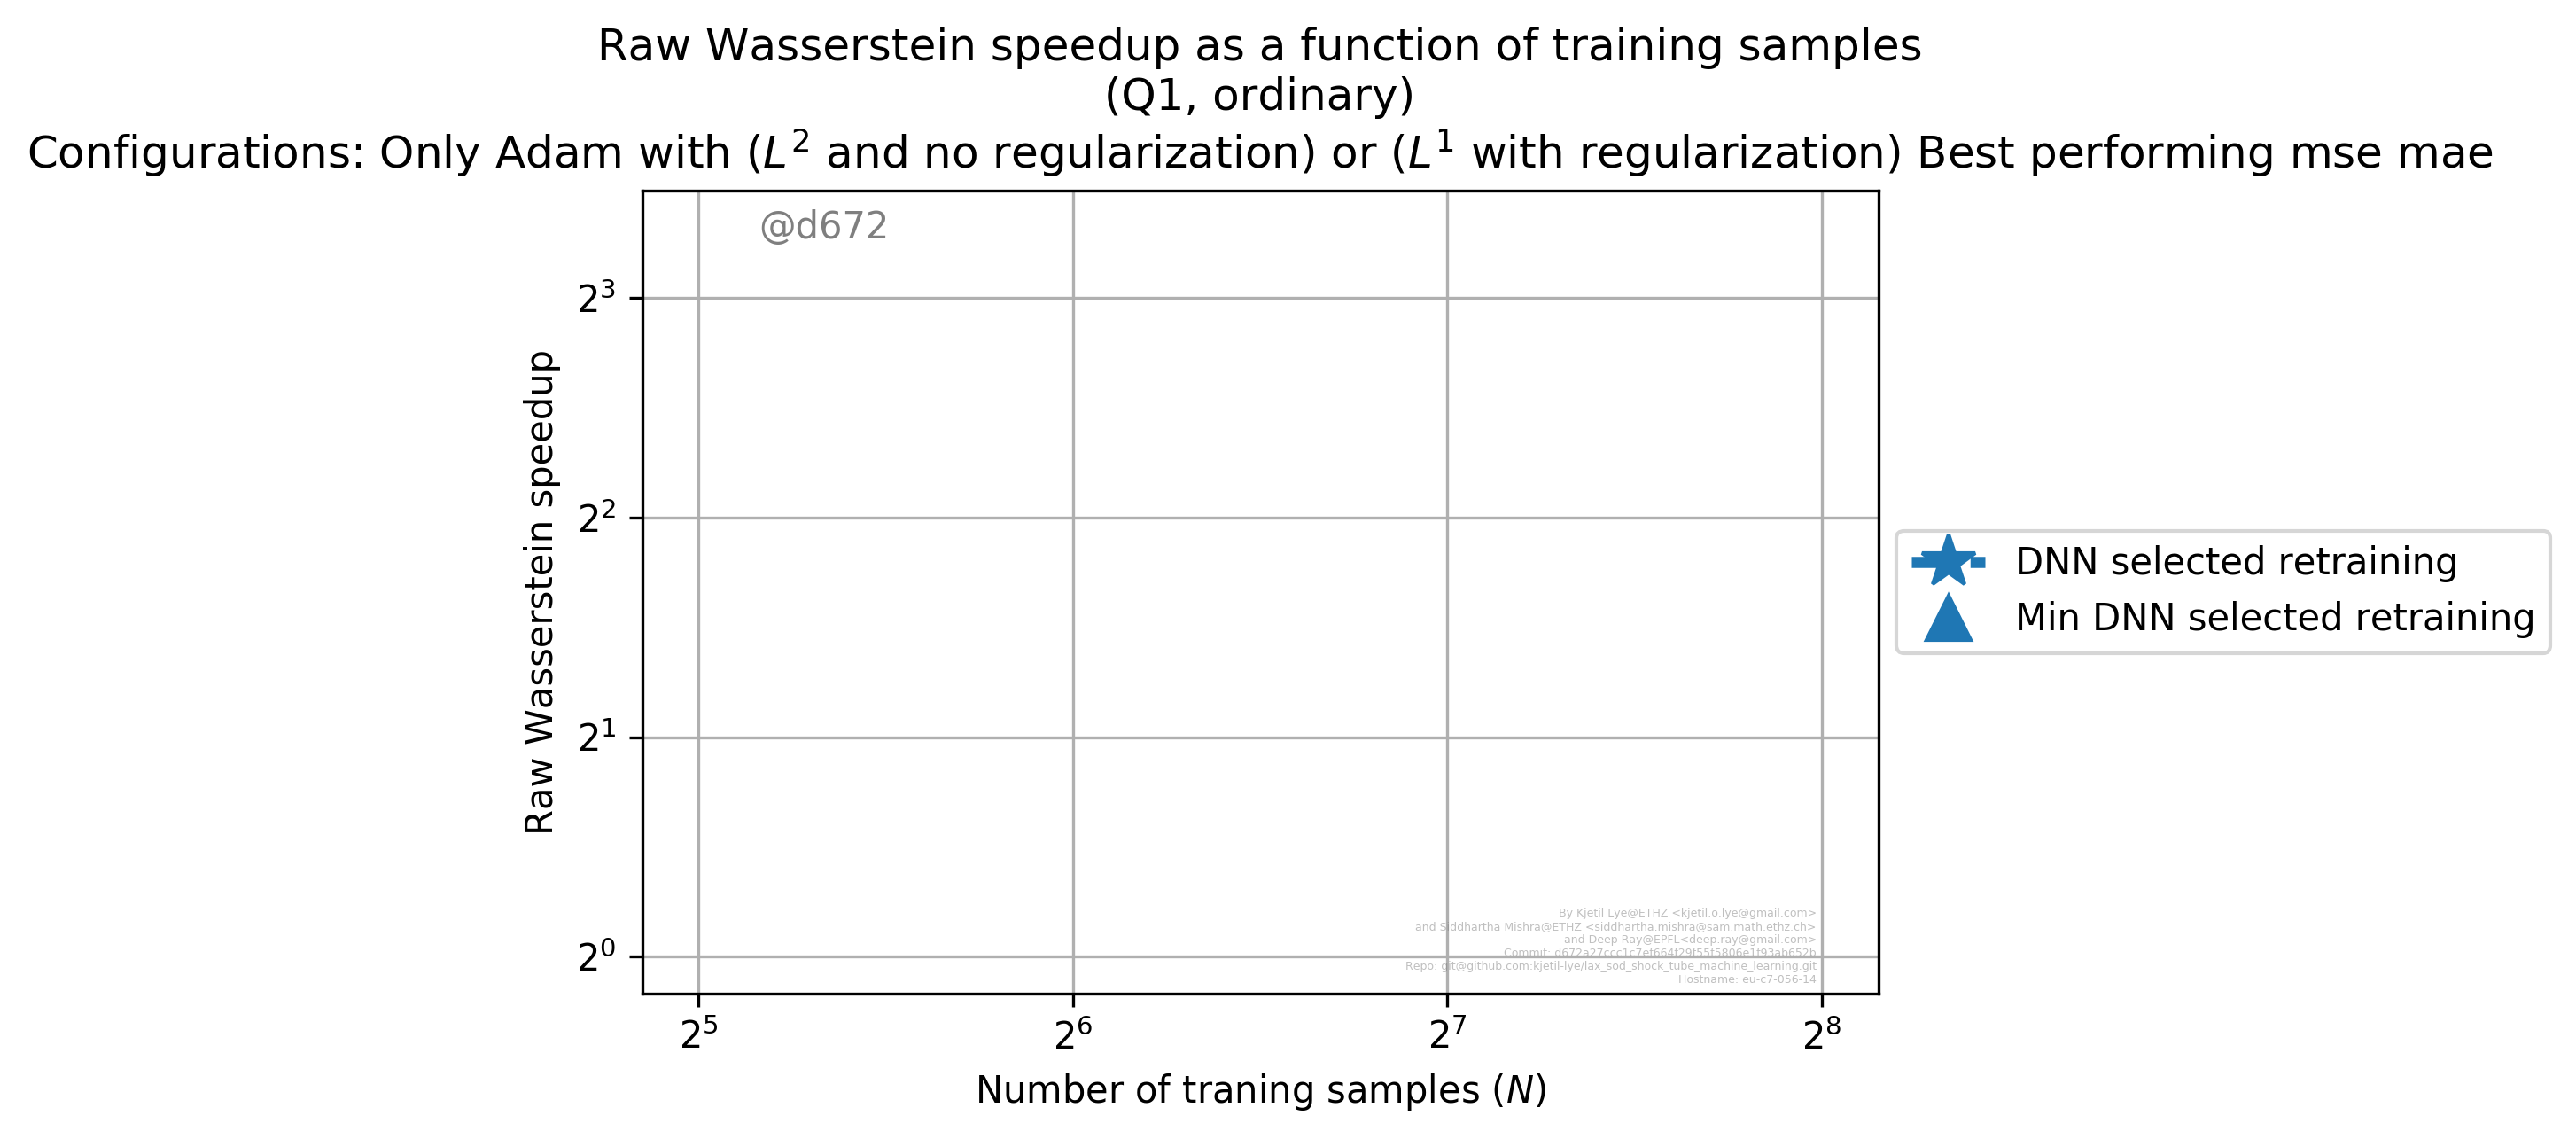 Raw Wasserstein speedup as a function of training samples
(Q1, ordinary)
Configurations: Only Adam with (L² and no regularization) or (L¹ with regularization) Best performing mse mae
@d672
2³
2²
2¹
2⁰
Raw Wasserstein speedup
DNN selected retraining
Min DNN selected retraining
By Kjetil Lye@ETHZ <kjetil.o.lye@gmail.com>
and Siddhartha Mishra@ETHZ <siddhartha.mishra@sam.math.ethz.ch>
and Deep Ray@EPFL<deep.ray@gmail.com>
Commit: d672a27ccc1c7ef664f29f55f5806e1f93ab652b
Repo: git@github.com:kjetil-lye/lax_sod_shock_tube_machine_learning.git
Hostname: eu-c7-056-14
2⁵ 2⁶ 2⁷ 2⁸
Number of traning samples (N)